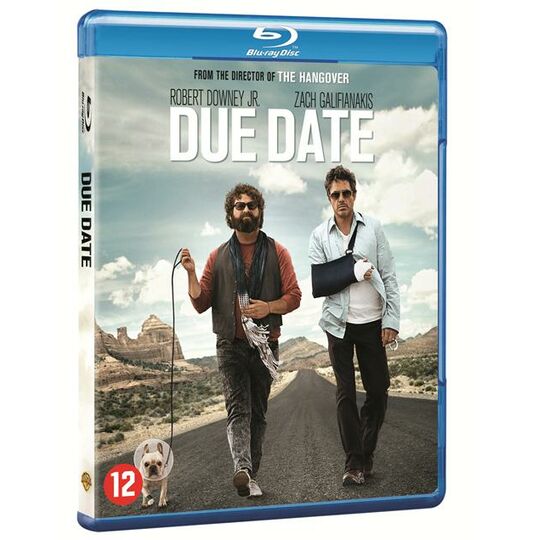 Blu-ray Disc
FROM THE DIRECTOR OF THE HANGOVER
ROBERT DOWNEY JR. ZACH GALIFIANAKIS
DUE DATE
DUE DATE
12